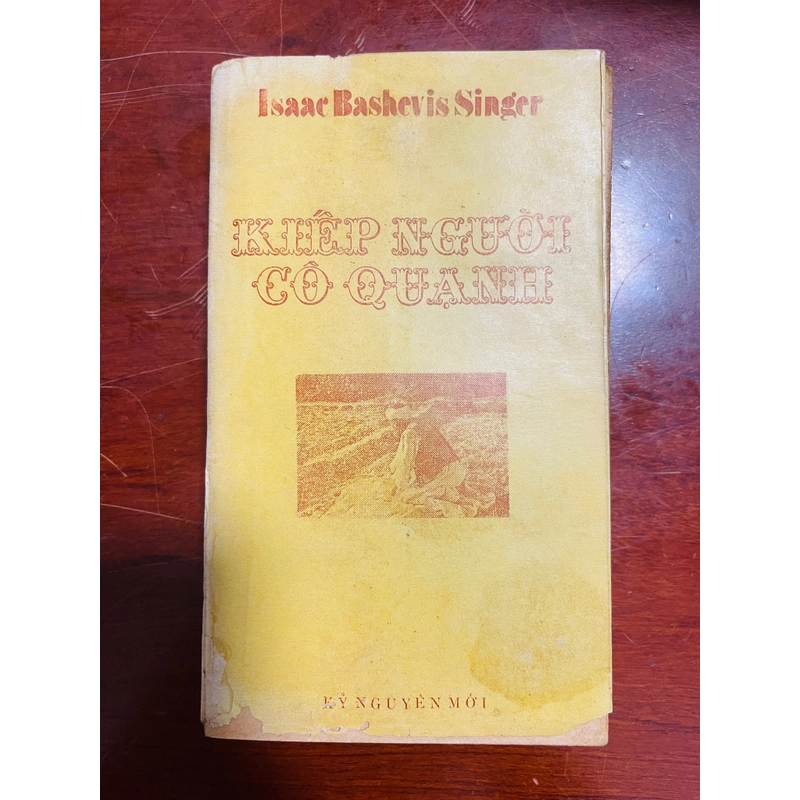 Isaac Bashevis Singer
KIẾP NGƯỜI
CÔ QUẠNH
KỶ NGUYÊN MỚI